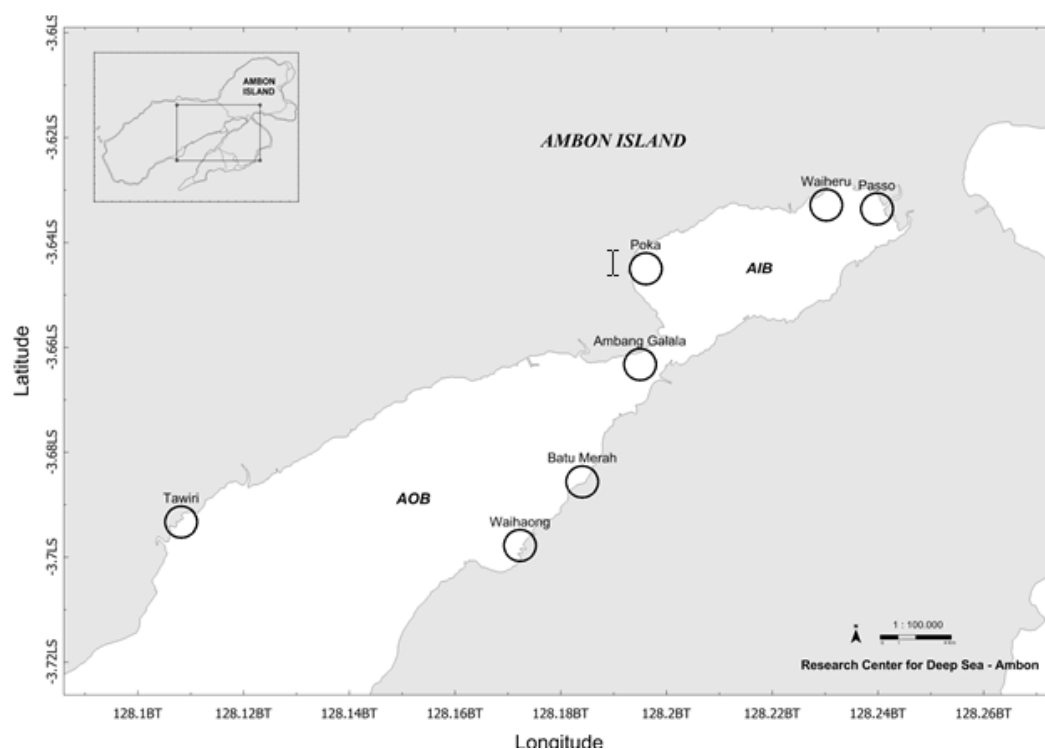 -3.6LS
AMBON
ISLAND
-3.62LS
AMBON ISLAND
Waiheru
Passo
-3.64LS
Poka
AIB
-3.66LS
Ambang Galala
Latitude
-3.68LS
Batu Merah
Tawiri
AOB
Waihaong
-3.7LS
1 : 100.000
-3.72LS
Research Center for Deep Sea - Ambon
128.1BT 128.12BT 128.14BT 128.16BT 128.18BT 128.2BT 128.22BT 128.24BT 128.26BT
Longitude